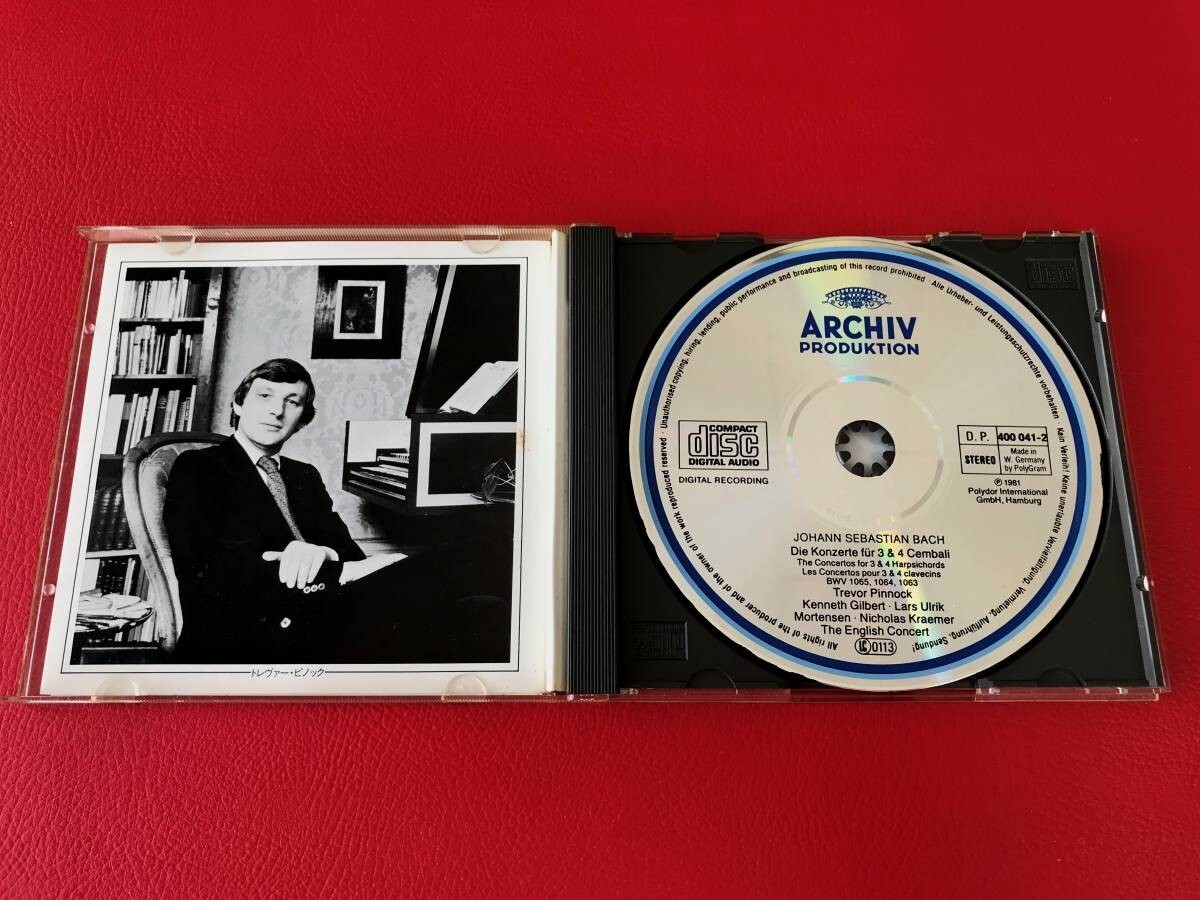 トレヴァー・ピノック
Unauthorised copying, hiring, lending, public performance and broadcasting of this record prohibited · Alle Urheber- und Leistungsschutzrechte vorbehalten · Kein Verleih! Keine unerlaubte Vervielfältigung, Vermietung, Aufführung, Sendung!
All rights of the producer and of the owner of the work reproduced reserved ·
ARCHIV
PRODUKTION
COMPACT
disc
DIGITAL AUDIO
DIGITAL RECORDING
D. P. 400 041-2
STEREO
Made in
W. Germany
by PolyGram
℗ 1981
Polydor International
GmbH, Hamburg
JOHANN SEBASTIAN BACH
Die Konzerte für 3 & 4 Cembali
The Concertos for 3 & 4 Harpsichords
Les Concertos pour 3 & 4 clavecins
BWV 1065, 1064, 1063
Trevor Pinnock
Kenneth Gilbert · Lars Ulrik
Mortensen · Nicholas Kraemer
The English Concert
LC 0113